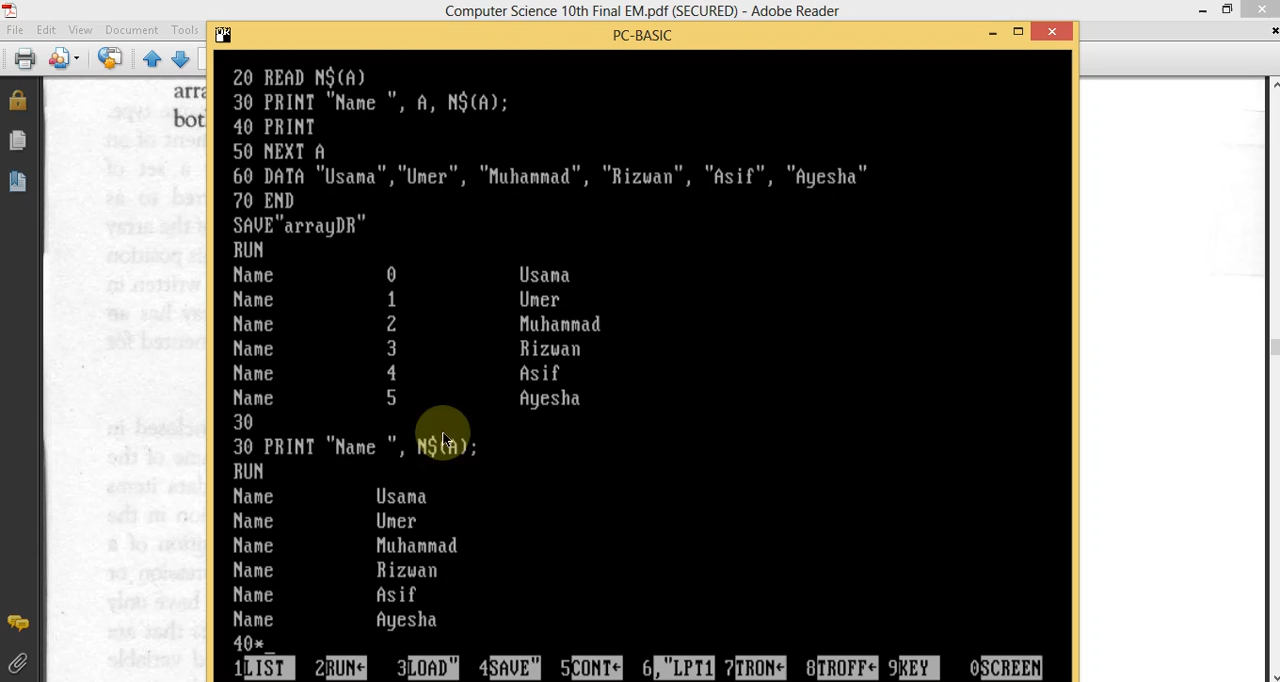 Computer Science 10th Final EM.pdf (SECURED) - Adobe Reader
File Edit View Document Tools
PC-BASIC
arra
both
20 READ N$(A)
30 PRINT "Name ", A, N$(A);
40 PRINT
50 NEXT A
60 DATA "Usama","Umer", "Muhammad", "Rizwan", "Asif", "Ayesha"
70 END
SAVE"arrayDR"
RUN
Name 0 Usama
Name 1 Umer
Name 2 Muhammad
Name 3 Rizwan
Name 4 Asif
Name 5 Ayesha
30
30 PRINT "Name ", N$(A);
RUN
Name Usama
Name Umer
Name Muhammad
Name Rizwan
Name Asif
Name Ayesha
40*_
1LIST 2RUN← 3LOAD" 4SAVE" 5CONT← 6,"LPT1 7TRON← 8TROFF← 9KEY 0SCREEN